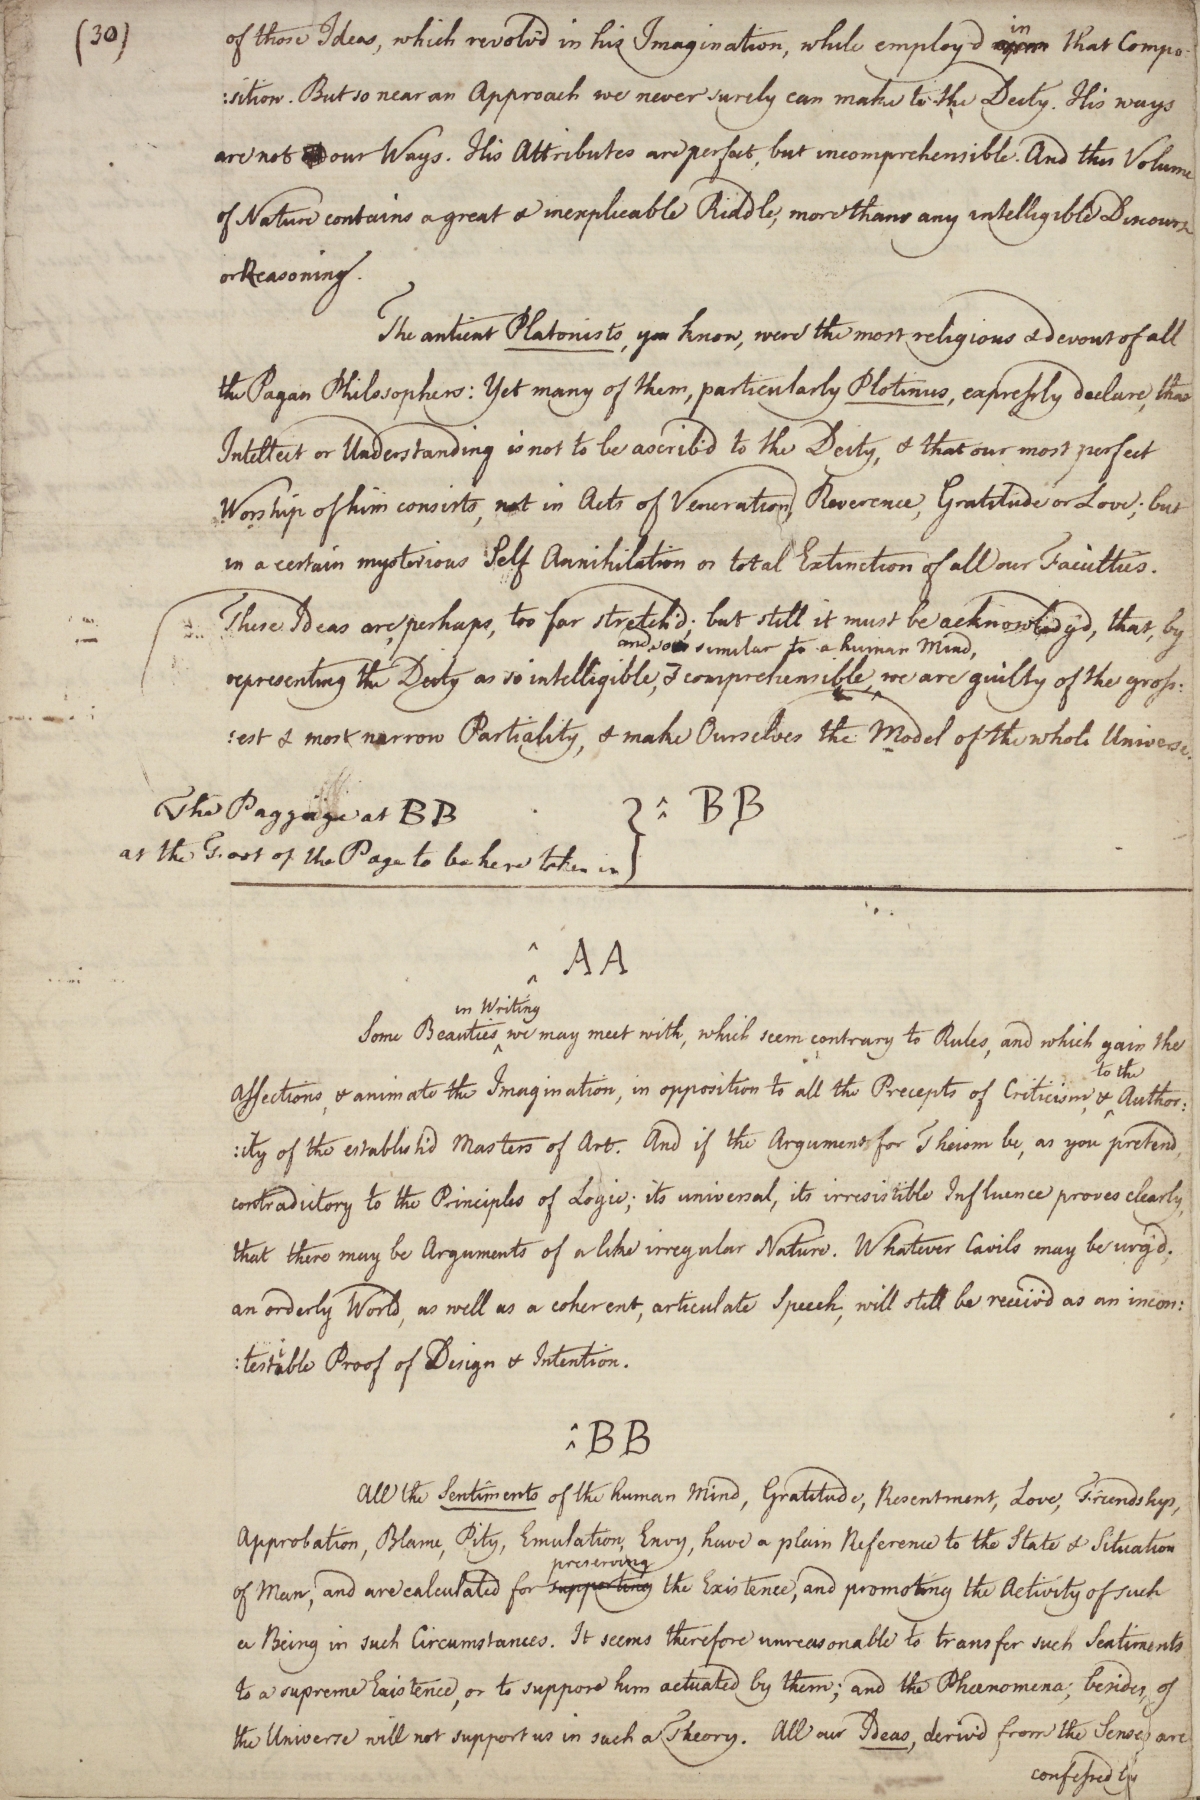 (30)
of those Ideas, which revolv'd in his Imagination, while employ'd in that Compo-
:sition. But so near an Approach we never surely can make to the Deity. His ways
are not our Ways. His Attributes are perfect, but incomprehensible. And this Volume
of Nature contains a great & inexplicable Riddle, more than any intelligible Discourse
or Reasoning.
The antient Platonists, you know, were the most religious & devout of all
the Pagan Philosophers: Yet many of them, particularly Plotinus, expressly declare, that
Intellect or Understanding is not to be ascrib'd to the Deity, & that our most perfect
Worship of him consists, not in Acts of Veneration, Reverence, Gratitude or Love; but
in a certain mysterious Self Annihilation or total Extinction of all our Faculties.
These Ideas are, perhaps, too far stretch'd; but still it must be acknowledg'd, that, by
and so similar to a human Mind,
representing the Deity as so intelligible, & comprehensible, ^ we are guilty of the gross:
:est & most narrow Partiality, & make Ourselves the Model of the whole Universe.
The Paggage at BB
at the Foot of the Page to be here taken in } BB
AA
in Writing
Some Beauties ^ we may meet with, which seem contrary to Rules, and which gain the
to the
Affections, & animate the Imagination, in opposition to all the Precepts of Criticism, & ^ Author:
:ity of the establish'd Masters of Art. And if the Argument for Theism be, as you pretend,
contradictory to the Principles of Logic; its universal, its irresistible Influence proves clearly,
that there may be Arguments of a like irregular Nature. Whatever Cavils may be urg'd;
an orderly World, as well as a coherent, articulate Speech, will still be receiv'd as an incon:
:testible Proof of Design & Intention.
BB
All the Sentiments of the human Mind, Gratitude, Resentment, Love, Friendship,
Approbation, Blame, Pity, Emulation, Envy, have a plain Reference to the State & Situation
preserving
of Man, and are calculated for supporting the Existence, and promoting the Activity of such
a Being in such Circumstances. It seems therefore unreasonable to transfer such Sentiments
to a supreme Existence, or to suppose him actuated by them; and the Phænomena, besides, of
the Universe will not support us in such a Theory. All our Ideas, deriv'd from the Senses, are
confessedly